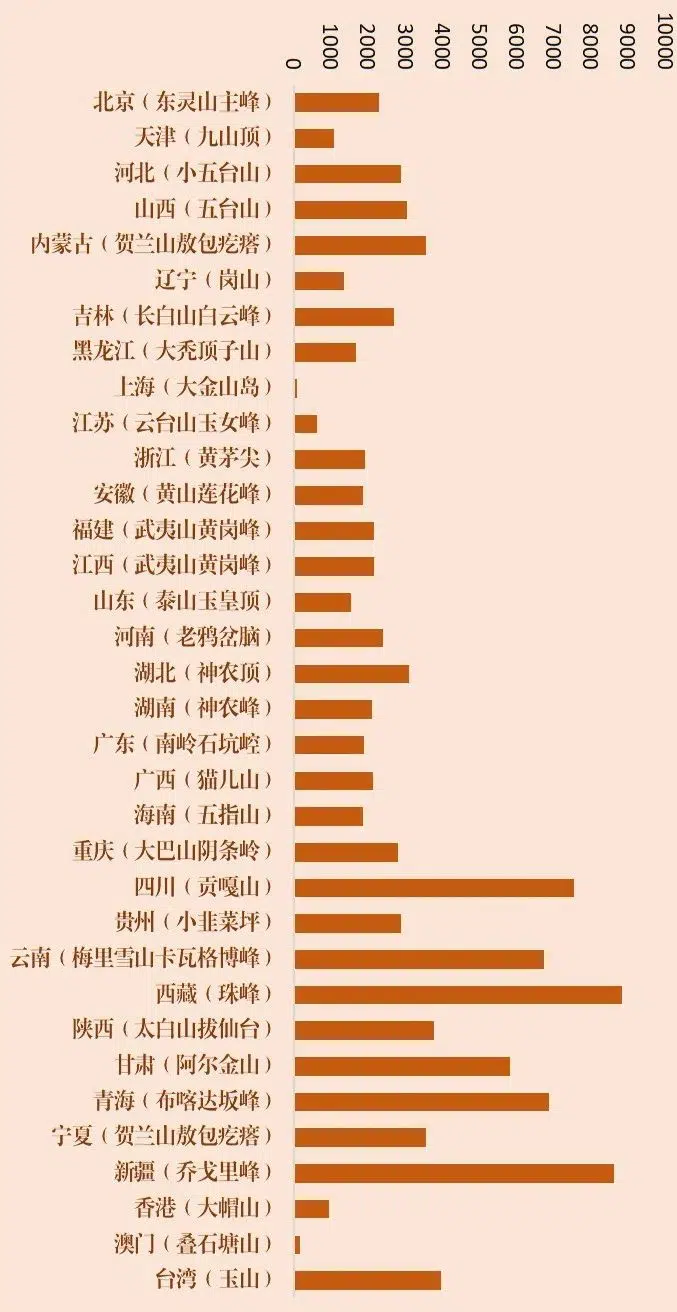 0
1000
2000
3000
4000
5000
6000
7000
8000
9000
10000
北京（东灵山主峰）
天津（九山顶）
河北（小五台山）
山西（五台山）
内蒙古（贺兰山敖包疙瘩）
辽宁（岗山）
吉林（长白山白云峰）
黑龙江（大秃顶子山）
上海（大金山岛）
江苏（云台山玉女峰）
浙江（黄茅尖）
安徽（黄山莲花峰）
福建（武夷山黄岗峰）
江西（武夷山黄岗峰）
山东（泰山玉皇顶）
河南（老鸦岔脑）
湖北（神农顶）
湖南（神农峰）
广东（南岭石坑崆）
广西（猫儿山）
海南（五指山）
重庆（大巴山阴条岭）
四川（贡嘎山）
贵州（小韭菜坪）
云南（梅里雪山卡瓦格博峰）
西藏（珠峰）
陕西（太白山拔仙台）
甘肃（阿尔金山）
青海（布喀达坂峰）
宁夏（贺兰山敖包疙瘩）
新疆（乔戈里峰）
香港（大帽山）
澳门（叠石塘山）
台湾（玉山）